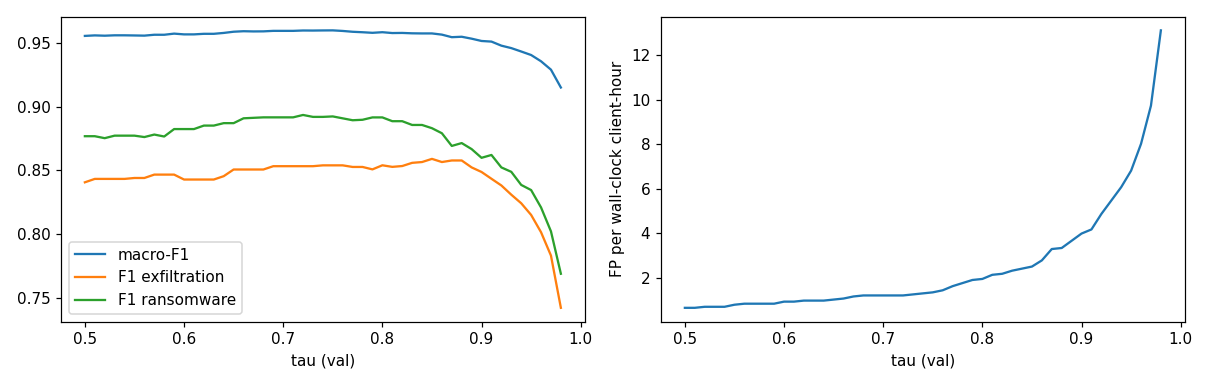 0.95
0.90
0.85
0.80
0.75
macro-F1
F1 exfiltration
F1 ransomware
0.5 0.6 0.7 0.8 0.9 1.0
tau (val)
FP per wall-clock client-hour
12
10
8
6
4
2
0.5 0.6 0.7 0.8 0.9 1.0
tau (val)